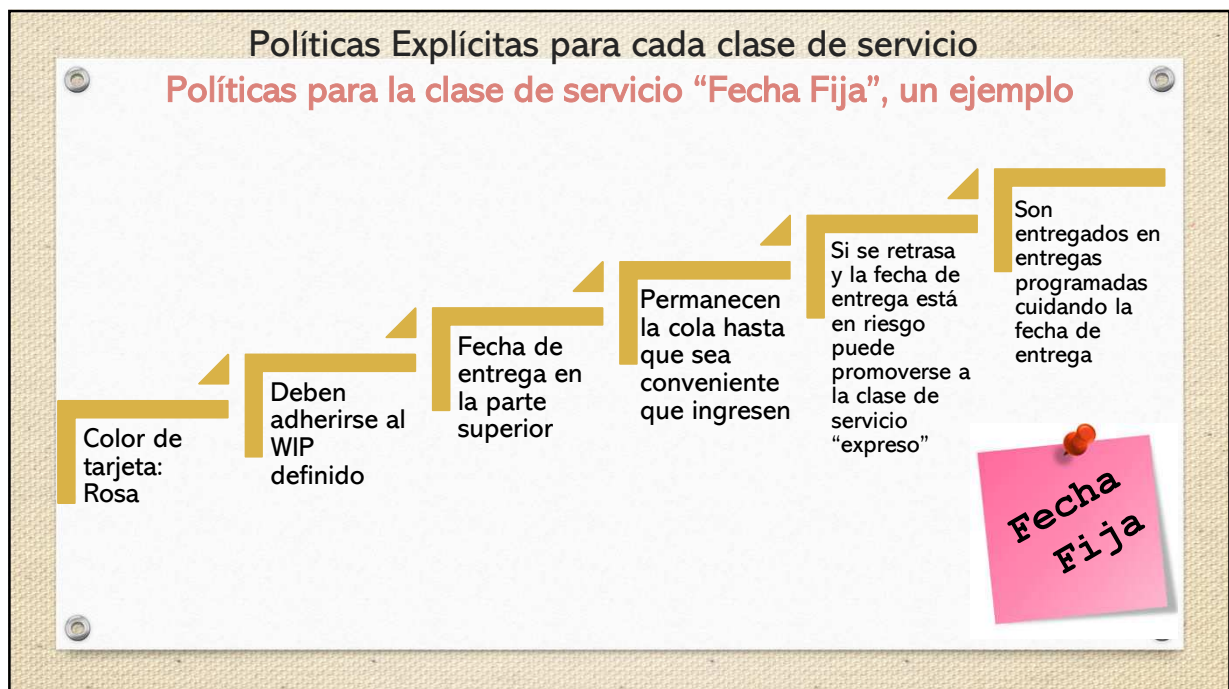 Políticas Explícitas para cada clase de servicio
Políticas para la clase de servicio “Fecha Fija”, un ejemplo
Color de
tarjeta:
Rosa
Deben
adherirse al
WIP
definido
Fecha de
entrega en
la parte
superior
Permanecen
la cola hasta
que sea
conveniente
que ingresen
Si se retrasa
y la fecha de
entrega está
en riesgo
puede
promoverse a
la clase de
servicio
“expreso”
Son
entregados en
entregas
programadas
cuidando la
fecha de
entrega
Fecha
Fija